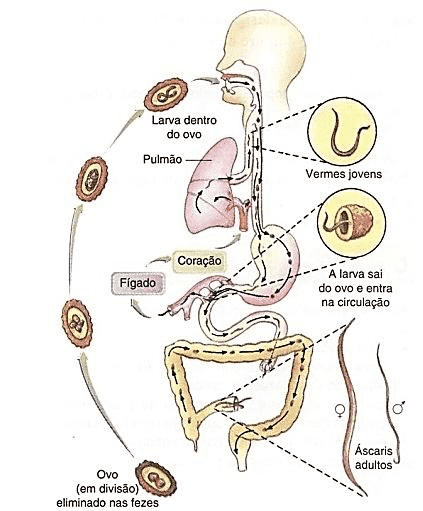 Larva dentro
do ovo
Pulmão
Vermes jovens
Coração
Fígado
A larva sai
do ovo e entra
na circulação
♀
♂
Áscaris
adultos
Ovo
(em divisão)
eliminado nas fezes